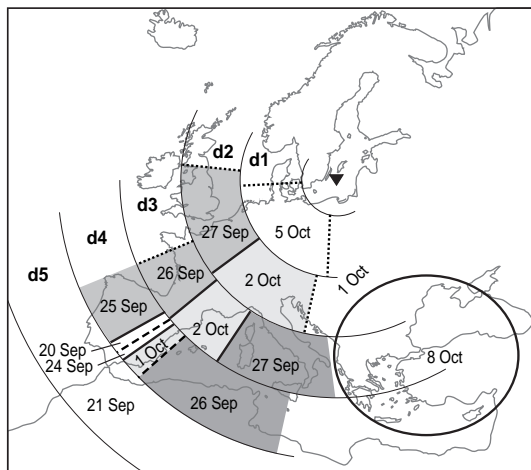 d2
d1
d3
27 Sep
5 Oct
d4
26 Sep
2 Oct
1 Oct
d5
25 Sep
2 Oct
20 Sep
24 Sep
1 Oct
27 Sep
8 Oct
21 Sep
26 Sep